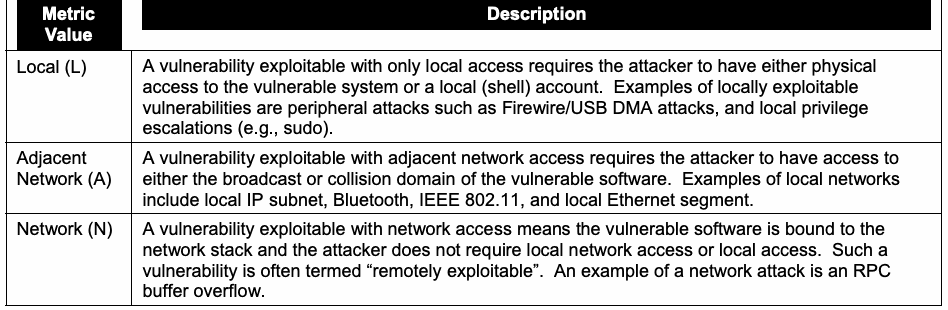 Metric
Value
Description
Local (L)
A vulnerability exploitable with only local access requires the attacker to have either physical
access to the vulnerable system or a local (shell) account.  Examples of locally exploitable
vulnerabilities are peripheral attacks such as Firewire/USB DMA attacks, and local privilege
escalations (e.g., sudo).
Adjacent
Network (A)
A vulnerability exploitable with adjacent network access requires the attacker to have access to
either the broadcast or collision domain of the vulnerable software.  Examples of local networks
include local IP subnet, Bluetooth, IEEE 802.11, and local Ethernet segment.
Network (N)
A vulnerability exploitable with network access means the vulnerable software is bound to the
network stack and the attacker does not require local network access or local access.  Such a
vulnerability is often termed “remotely exploitable”.  An example of a network attack is an RPC
buffer overflow.